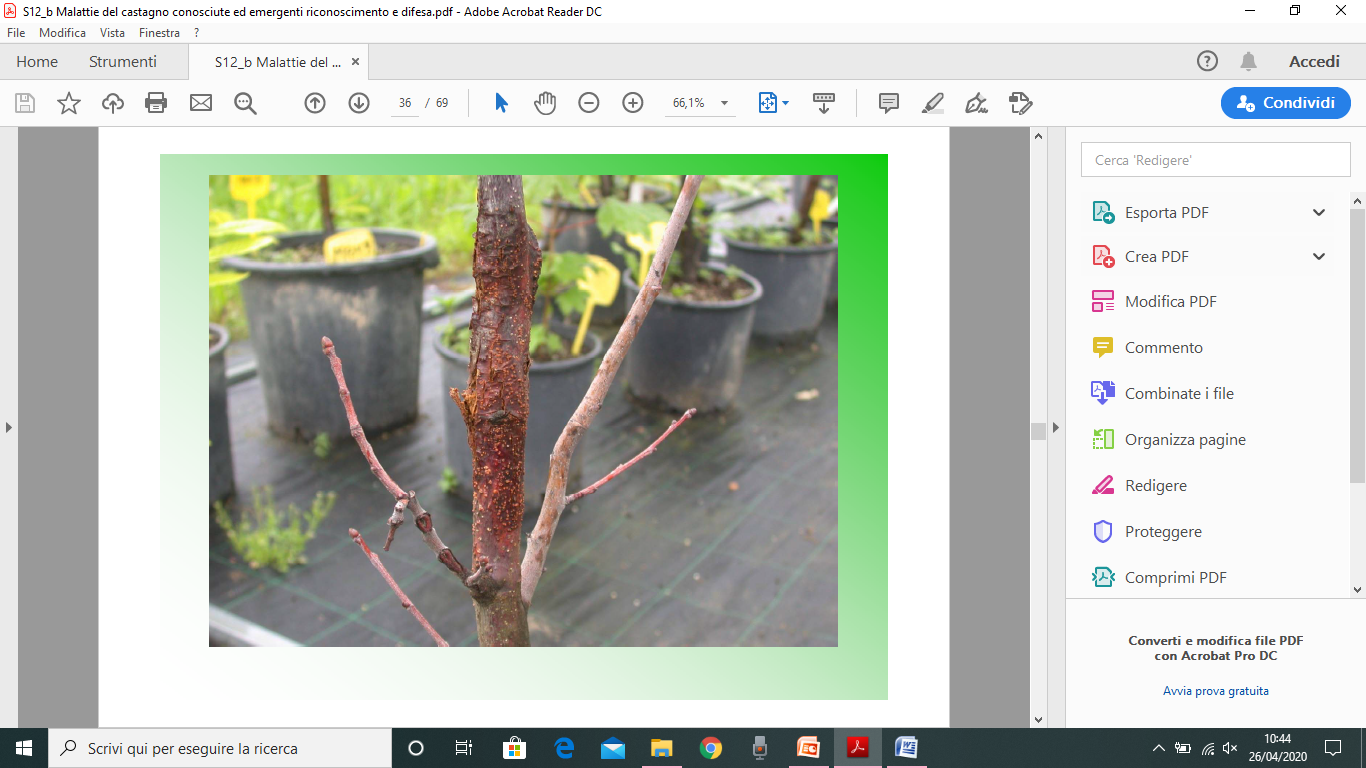 S12_b Malattie del castagno conosciute ed emergenti riconoscimento e difesa.pdf - Adobe Acrobat Reader DC
File Modifica Vista Finestra ?
Home Strumenti S12_b Malattie del ... × Accedi
36 / 69 66,1% Condividi
Cerca 'Redigere'
Esporta PDF
Crea PDF
Modifica PDF
Commento
Combinate i file
Organizza pagine
Redigere
Proteggere
Comprimi PDF
Converti e modifica file PDF
con Acrobat Pro DC
Avvia prova gratuita
Scrivi qui per eseguire la ricerca
10:44
26/04/2020